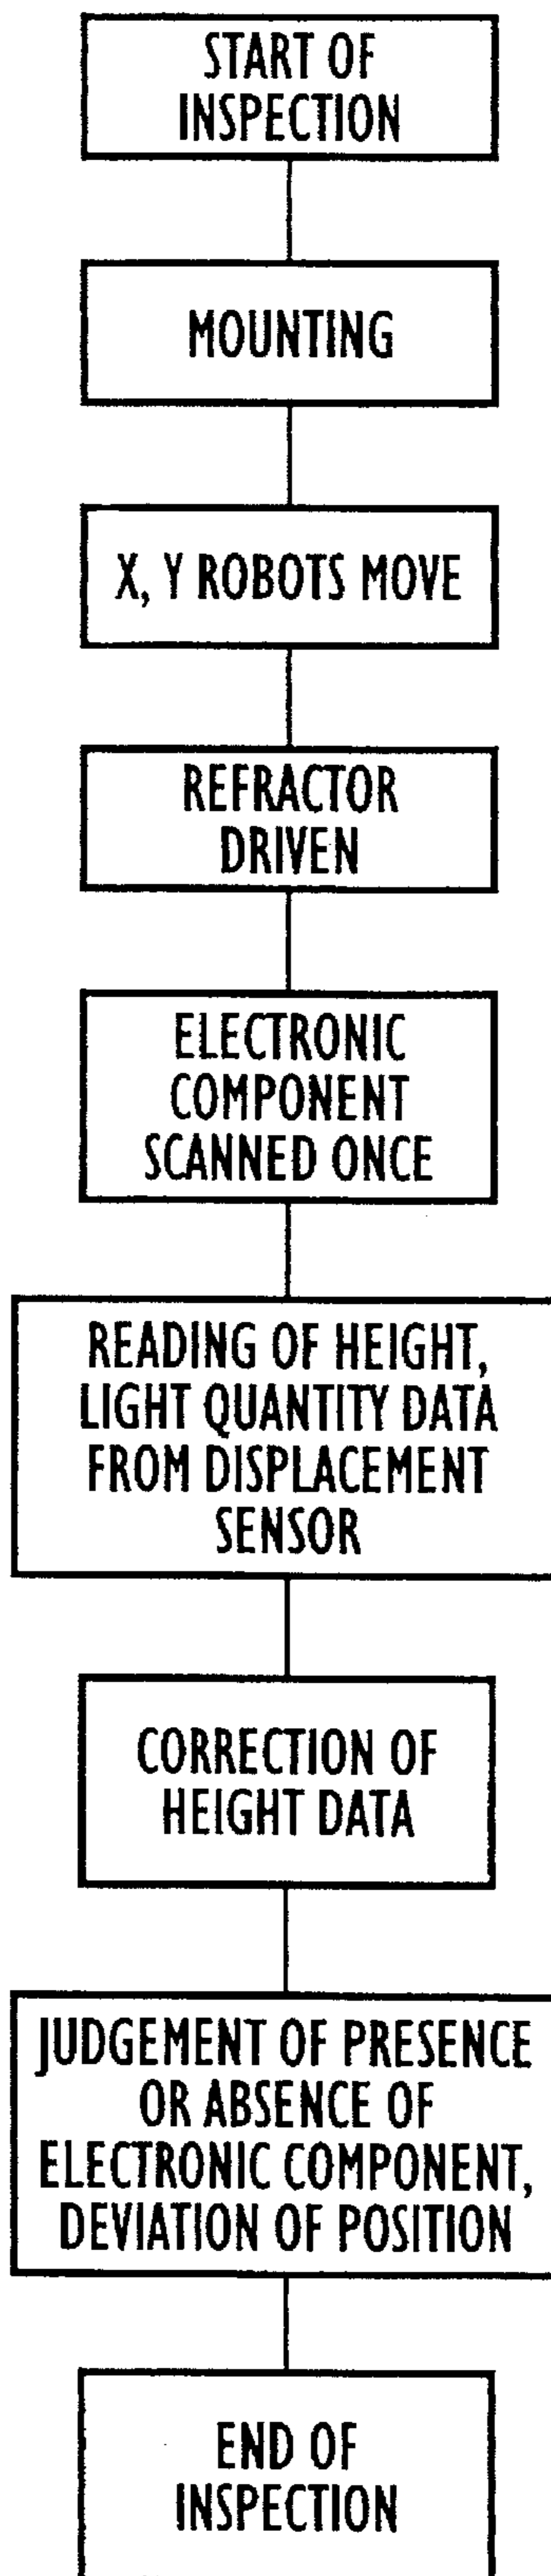 START OF
INSPECTION
MOUNTING
X, Y ROBOTS MOVE
REFRACTOR
DRIVEN
ELECTRONIC
COMPONENT
SCANNED ONCE
READING OF HEIGHT,
LIGHT QUANTITY DATA
FROM DISPLACEMENT
SENSOR
CORRECTION OF
HEIGHT DATA
JUDGEMENT OF PRESENCE
OR ABSENCE OF
ELECTRONIC COMPONENT,
DEVIATION OF POSITION
END OF
INSPECTION